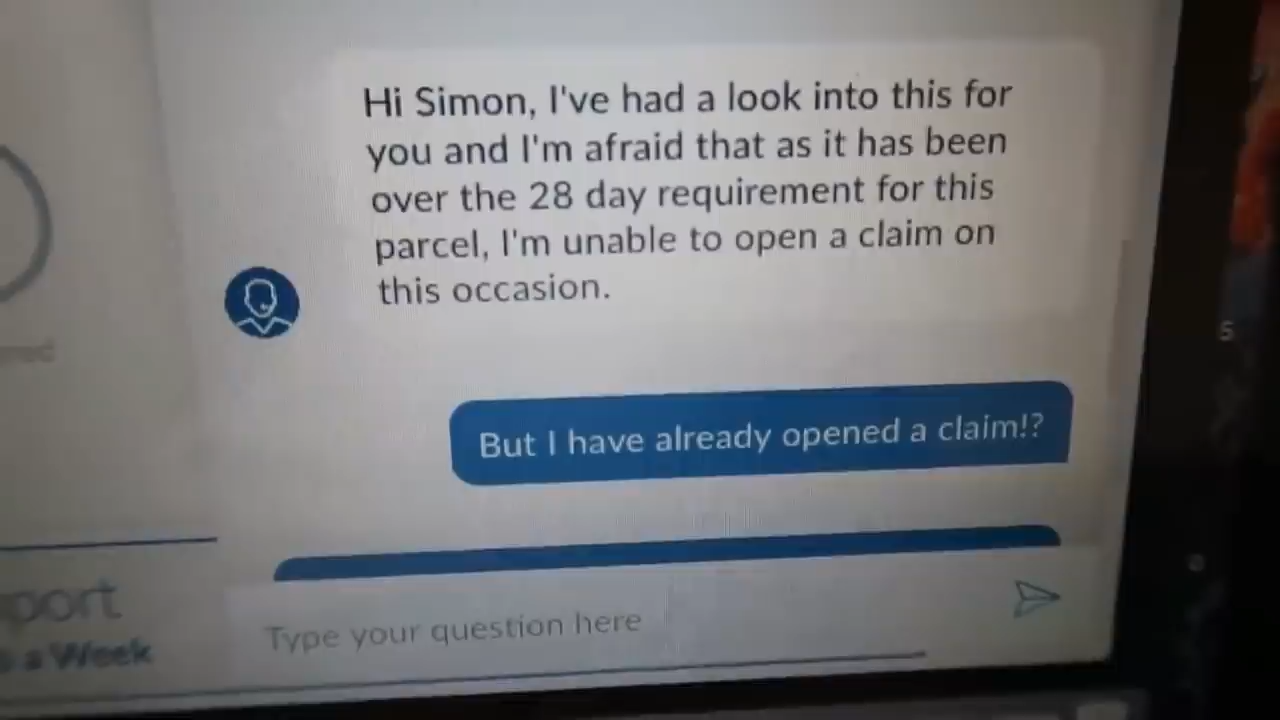 Hi Simon, I've had a look into this for
you and I'm afraid that as it has been
over the 28 day requirement for this
parcel, I'm unable to open a claim on
this occasion.
5
But I have already opened a claim!?
port
a Week
Type your question here